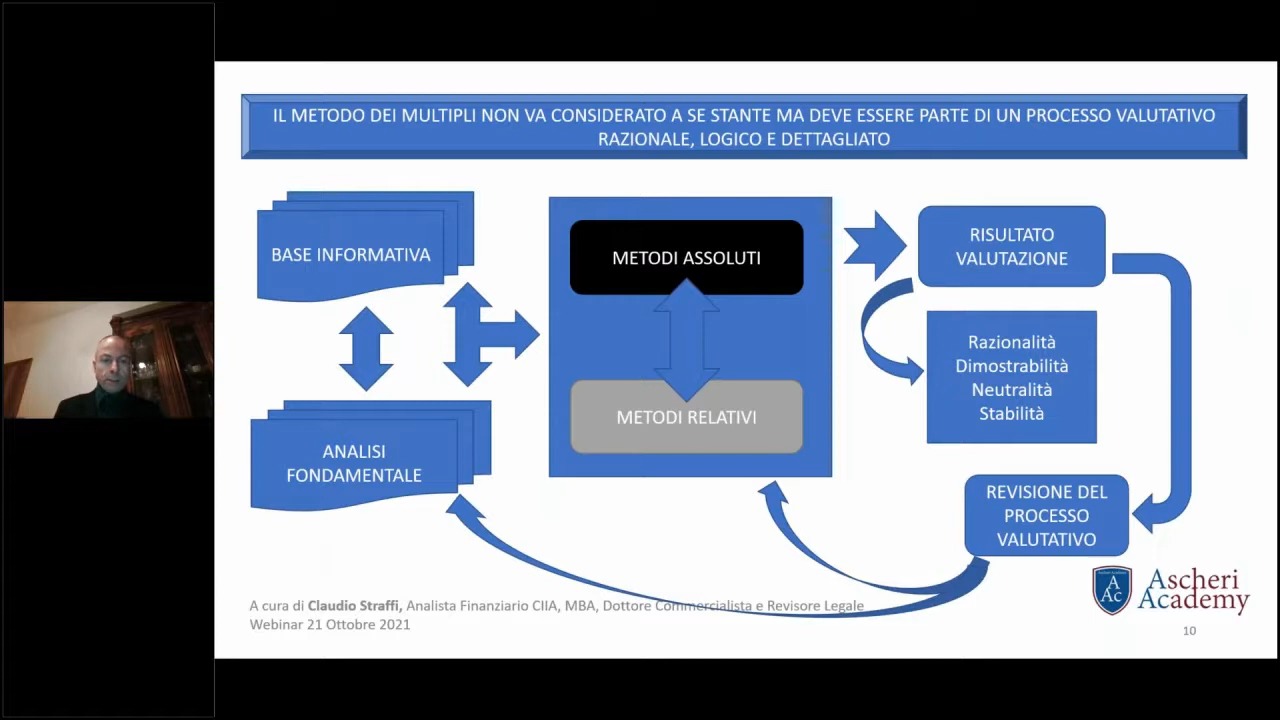 IL METODO DEI MULTIPLI NON VA CONSIDERATO A SE STANTE MA DEVE ESSERE PARTE DI UN PROCESSO VALUTATIVO
RAZIONALE, LOGICO E DETTAGLIATO
BASE INFORMATIVA
METODI ASSOLUTI
RISULTATO
VALUTAZIONE
Razionalità
Dimostrabilità
Neutralità
Stabilità
METODI RELATIVI
ANALISI
FONDAMENTALE
REVISIONE DEL
PROCESSO
VALUTATIVO
A cura di Claudio Straffi, Analista Finanziario CIIA, MBA, Dottore Commercialista e Revisore Legale
Webinar 21 Ottobre 2021
A
Ac
Ascheri
Academy
10